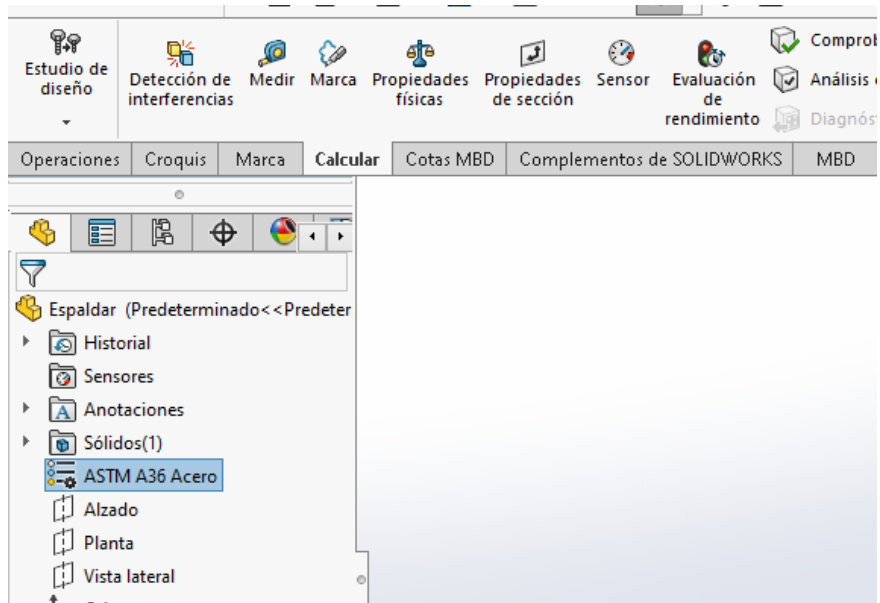 Estudio de
diseño
Detección de
interferencias
Medir
Marca
Propiedades
físicas
Propiedades
de sección
Sensor
Evaluación
de
rendimiento
Comprob
Análisis
Diagnós
Operaciones
Croquis
Marca
Calcular
Cotas MBD
Complementos de SOLIDWORKS
MBD
Espaldar (Predeterminado<<Predeter
Historial
Sensores
Anotaciones
Sólidos(1)
ASTM A36 Acero
Alzado
Planta
Vista lateral